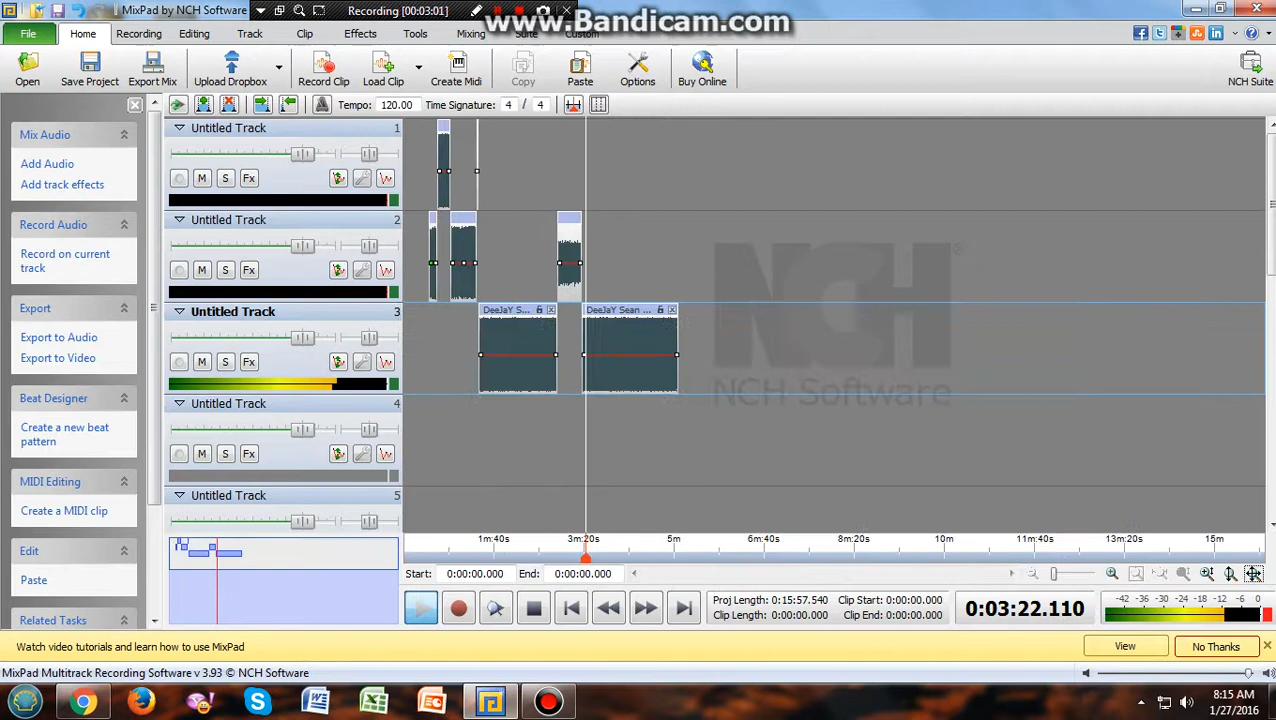 MixPad by NCH Software
Recording [00:03:01]
www.Bandicam.com
File
Home
Recording
Editing
Track
Clip
Effects
Tools
Mixing
Suite
Custom
Open
Save Project
Export Mix
Upload Dropbox
Record Clip
Load Clip
Create Midi
Copy
Paste
Options
Buy Online
NCH Suite
Tempo: 120.00 Time Signature: 4 / 4
Mix Audio
Add Audio
Add track effects
Record Audio
Record on current
track
Export
Export to Audio
Export to Video
Beat Designer
Create a new beat
pattern
MIDI Editing
Create a MIDI clip
Edit
Paste
Related Tasks
Untitled Track 1
M S Fx
Untitled Track 2
M S Fx
Untitled Track 3
M S Fx
Untitled Track 4
M S Fx
Untitled Track 5
DeeJaY S...
DeeJaY Sean ...
NCH
NCH Software
1m:40s 3m:20s 5m 6m:40s 8m:20s 10m 11m:40s 13m:20s 15m
Start: 0:00:00.000 End: 0:00:00.000
Proj Length: 0:15:57.540 Clip Start: 0:00:00.000
Clip Length: 0:00:00.000 Clip End: 0:00:00.000
0:03:22.110
-42 -36 -30 -24 -18 -12 -6 0
Watch video tutorials and learn how to use MixPad
View
No Thanks
MixPad Multitrack Recording Software v 3.93 © NCH Software
8:15 AM
1/27/2016